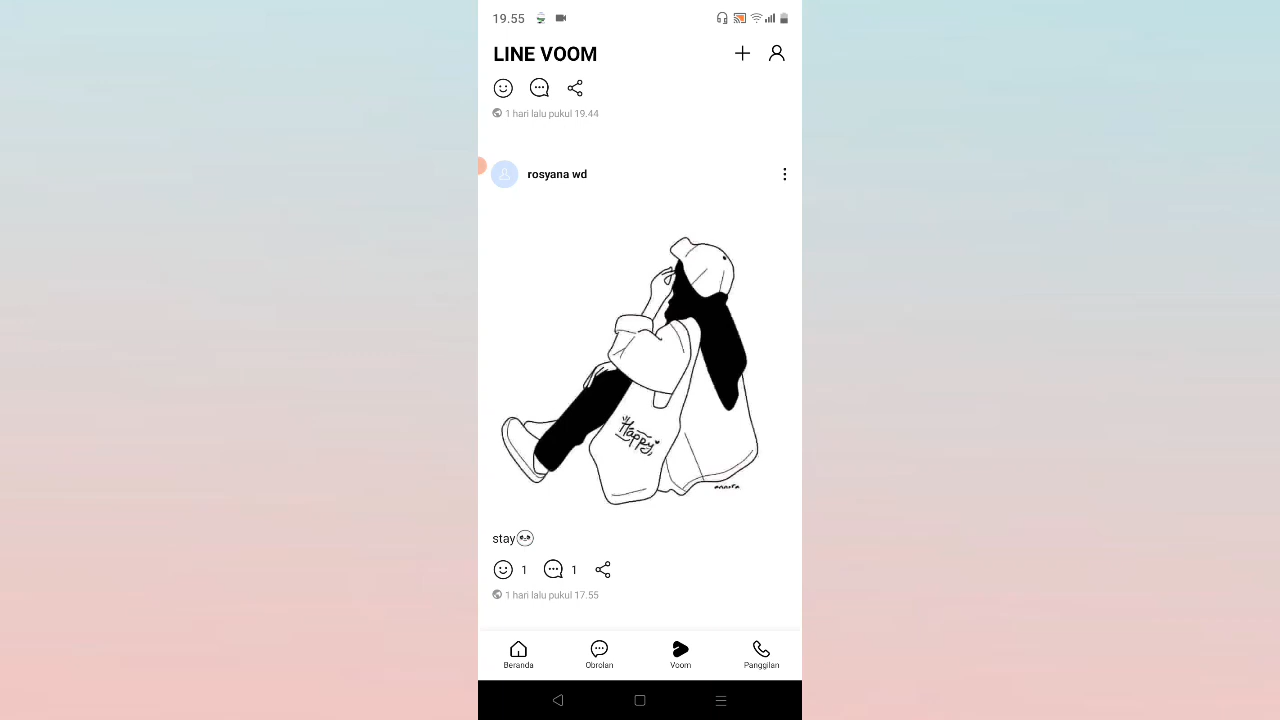 19.55
LINE VOOM
1 hari lalu pukul 19.44
rosyana wd
Happy
annora
stay
1 1
1 hari lalu pukul 17.55
Beranda Obrolan Voom Panggilan